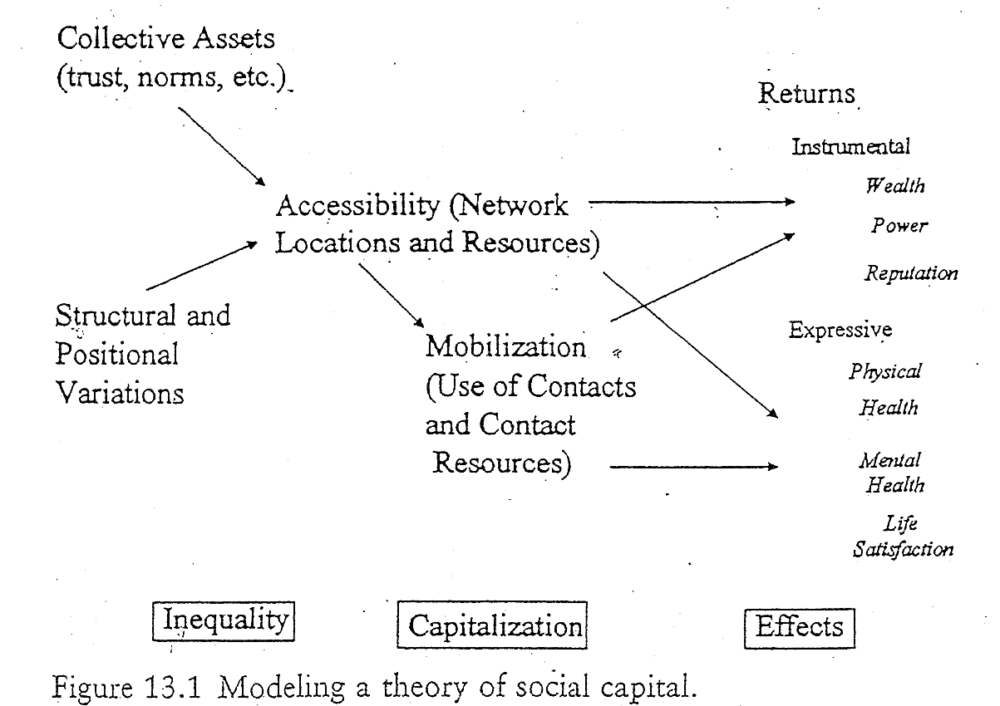 Collective Assets
(trust, norms, etc.)
Returns
Instrumental
Wealth
Power
Reputation
Accessibility (Network
Locations and Resources)
Structural and
Positional
Variations
Mobilization
(Use of Contacts
and Contact
Resources)
Expressive
Physical
Health
Mental
Health
Life
Satisfaction
Inequality
Capitalization
Effects
Figure 13.1 Modeling a theory of social capital.